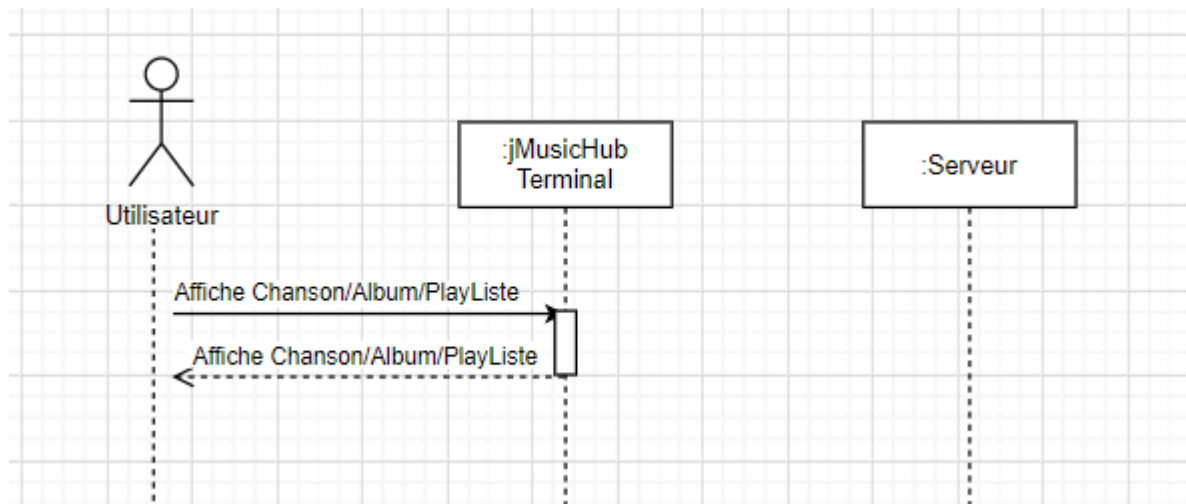 :jMusicHub
Terminal
:Serveur
Utilisateur
Affiche Chanson/Album/PlayListe
Affiche Chanson/Album/PlayListe